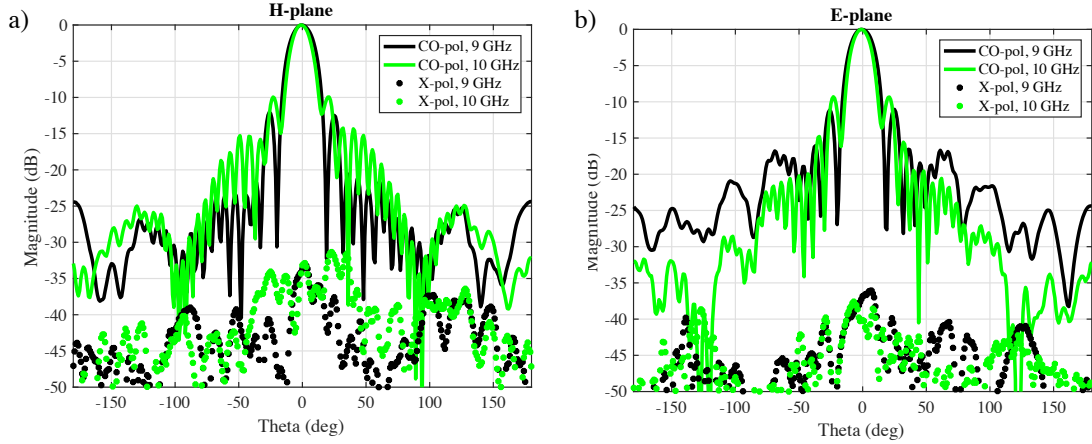 a)
H-plane
0
-5
-10
-15
-20
-25
-30
-35
-40
-45
-50
Magnitude (dB)
CO-pol, 9 GHz
CO-pol, 10 GHz
X-pol, 9 GHz
X-pol, 10 GHz
-150
-100
-50
0
50
100
150
Theta (deg)
b)
E-plane
0
-5
-10
-15
-20
-25
-30
-35
-40
-45
-50
Magnitude (dB)
CO-pol, 9 GHz
CO-pol, 10 GHz
X-pol, 9 GHz
X-pol, 10 GHz
-150
-100
-50
0
50
100
150
Theta (deg)